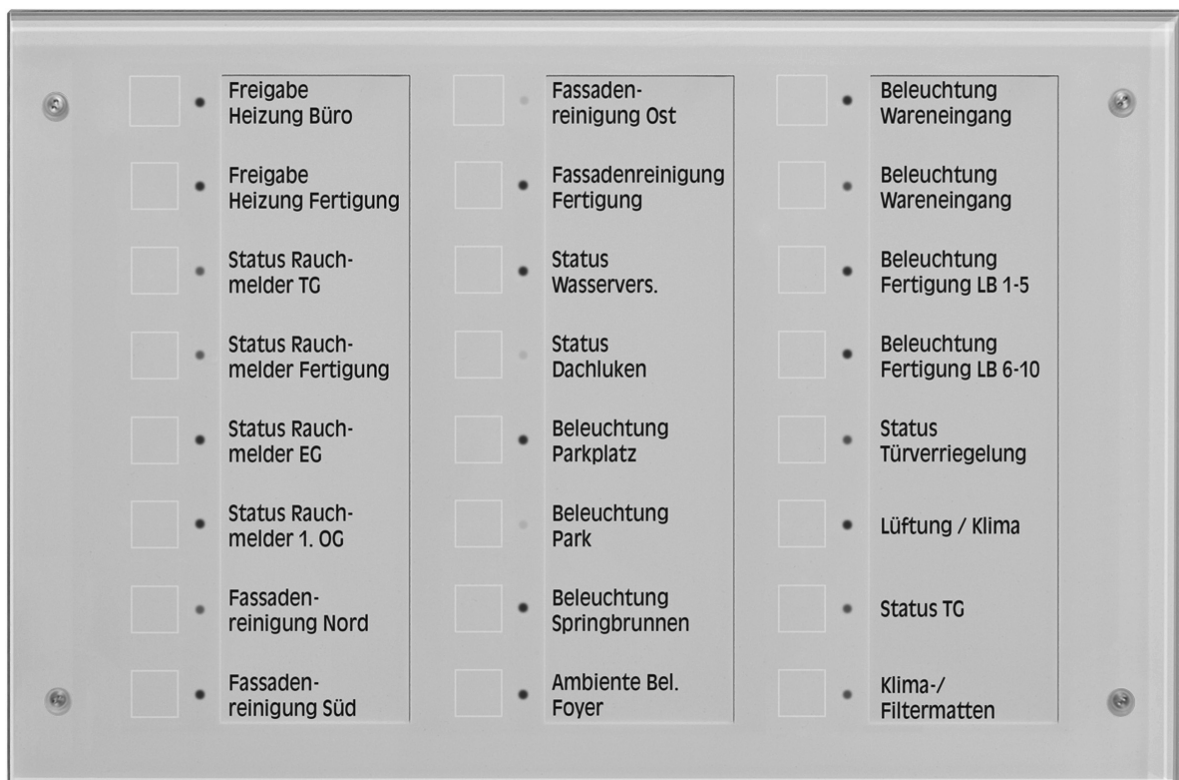 Freigabe
Heizung Büro
Freigabe
Heizung Fertigung
Status Rauch-
melder TG
Status Rauch-
melder Fertigung
Status Rauch-
melder EG
Status Rauch-
melder 1. OG
Fassaden-
reinigung Nord
Fassaden-
reinigung Süd
Fassaden-
reinigung Ost
Fassadenreinigung
Fertigung
Status
Wasservers.
Status
Dachluken
Beleuchtung
Parkplatz
Beleuchtung
Park
Beleuchtung
Springbrunnen
Ambiente Bel.
Foyer
Beleuchtung
Wareneingang
Beleuchtung
Wareneingang
Beleuchtung
Fertigung LB 1-5
Beleuchtung
Fertigung LB 6-10
Status
Türverriegelung
Lüftung / Klima
Status TG
Klima-/
Filtermatten